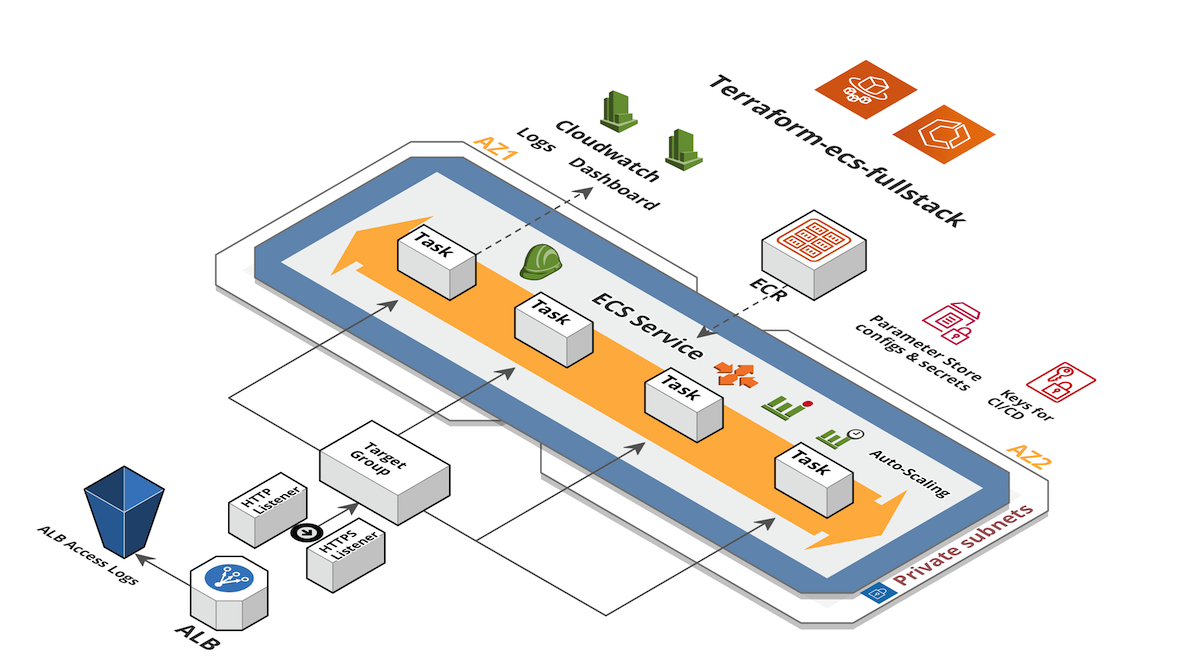 Terraform-ecs-fullstack
AZ1
Cloudwatch
Logs
Dashboard
Task
ECS Service
Task
Task
Task
ECR
Parameter Store
configs & secrets
Keys for
CI/CD
Auto-Scaling
AZ2
Private subnets
Target
Group
HTTP
Listener
HTTPS
Listener
ALB Access Logs
ALB